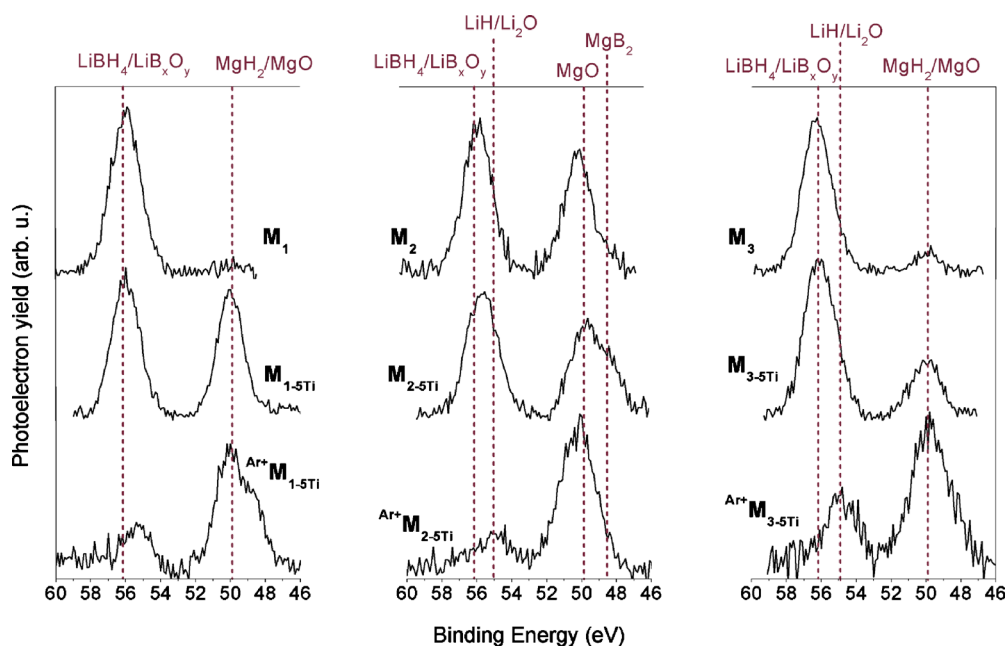 LiBH₄/LiBₓOᵧ
MgH₂/MgO
LiH/Li₂O
MgB₂
LiBH₄/LiBₓOᵧ
MgO
LiH/Li₂O
LiBH₄/LiBₓOᵧ
MgH₂/MgO
Photoelectron yield (arb. u.)
M₁
M₁₋₅Ti
Ar+ M₁₋₅Ti
M₂
M₂₋₅Ti
Ar+ M₂₋₅Ti
M₃
M₃₋₅Ti
Ar+ M₃₋₅Ti
60 58 56 54 52 50 48 46
60 58 56 54 52 50 48 46
60 58 56 54 52 50 48 46
Binding Energy (eV)